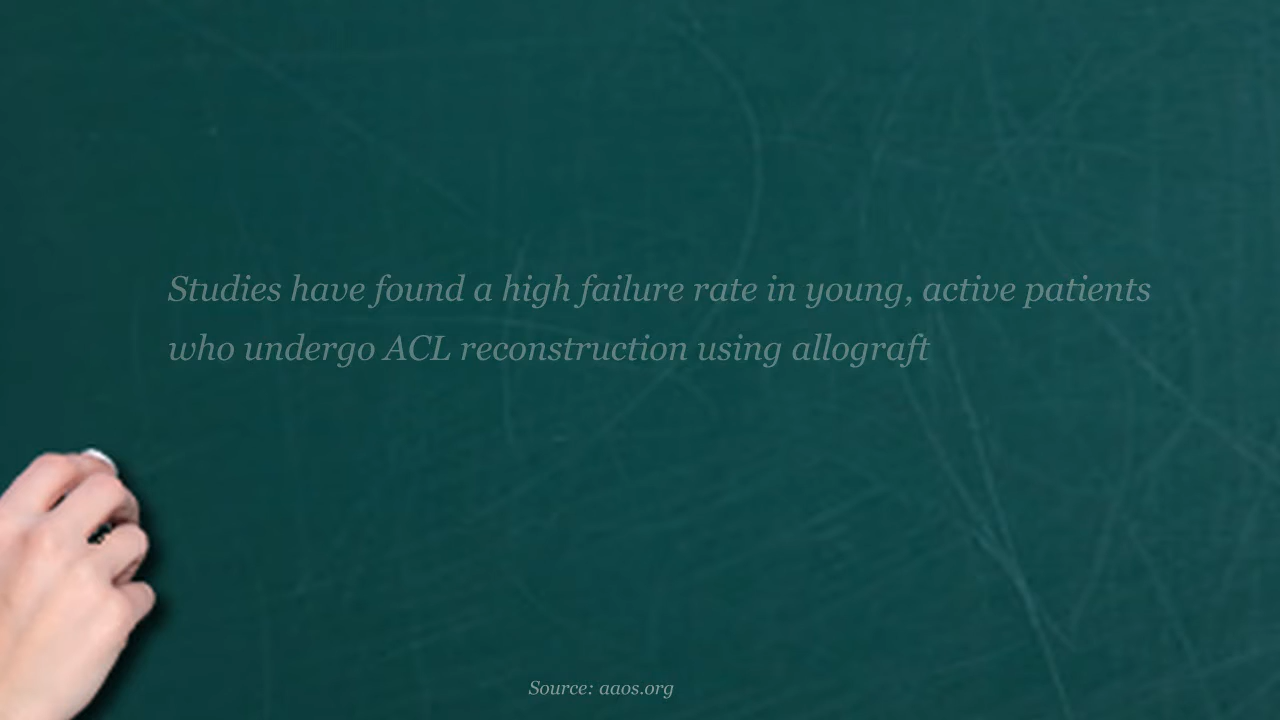 Studies have found a high failure rate in young, active patients
who undergo ACL reconstruction using allograft
Source: aaos.org